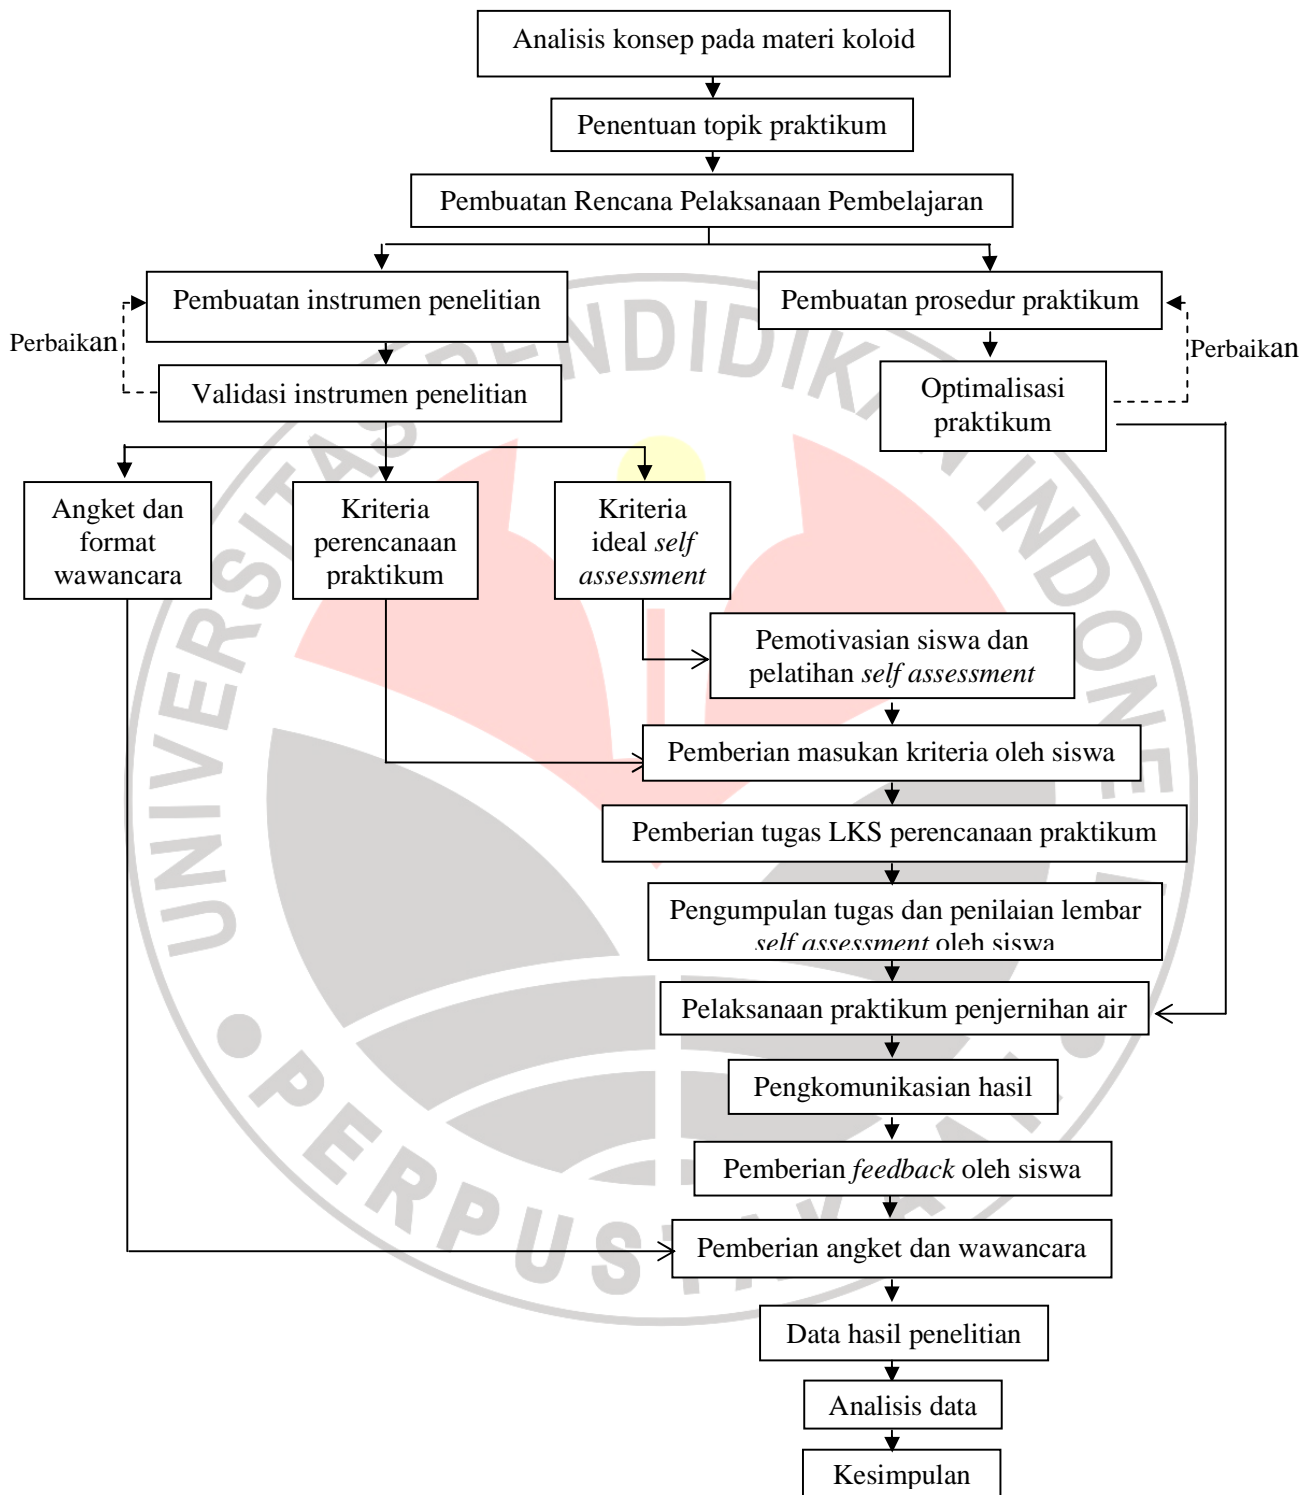 Analisis konsep pada materi koloid
Penentuan topik praktikum
Pembuatan Rencana Pelaksanaan Pembelajaran
Pembuatan instrumen penelitian
Pembuatan prosedur praktikum
Perbaikan
Perbaikan
Validasi instrumen penelitian
Optimalisasi
praktikum
Angket dan
format
wawancara
Kriteria
perencanaan
praktikum
Kriteria
ideal self
assessment
Pemotivasian siswa dan
pelatihan self assessment
Pemberian masukan kriteria oleh siswa
Pemberian tugas LKS perencanaan praktikum
Pengumpulan tugas dan penilaian lembar
self assessment oleh siswa
Pelaksanaan praktikum penjernihan air
Pengkomunikasian hasil
Pemberian feedback oleh siswa
Pemberian angket dan wawancara
Data hasil penelitian
Analisis data
Kesimpulan
UNIVERSITAS PENDIDIKAN INDONESIA
PERPUSTAKAAN